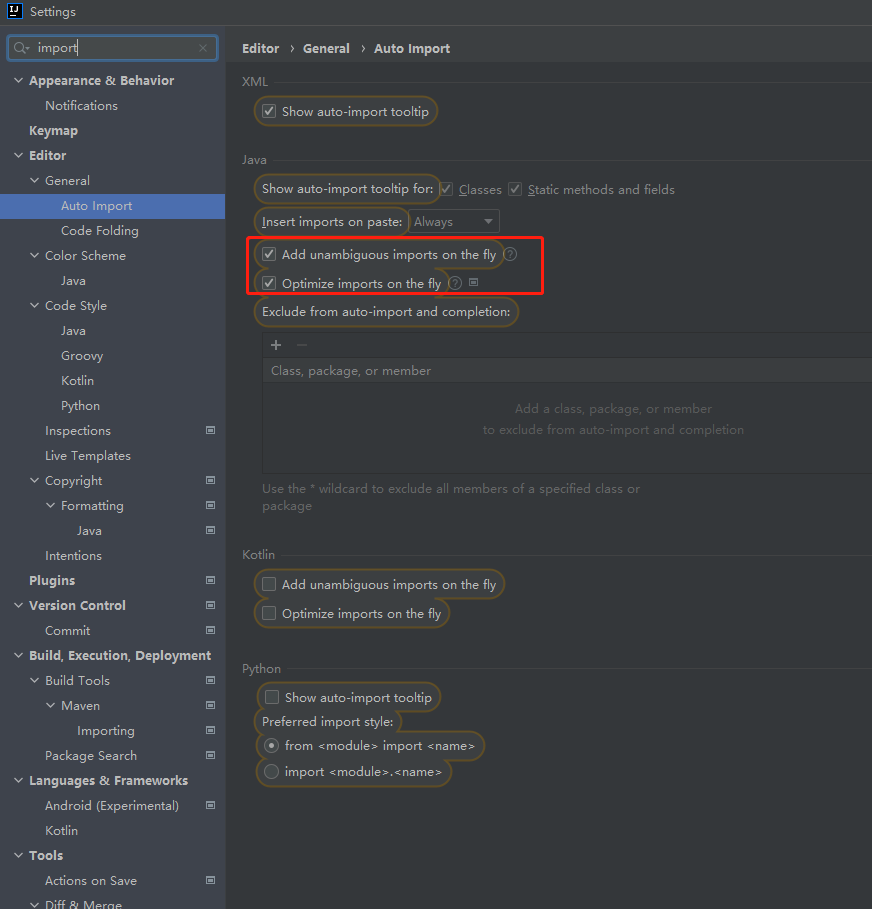 IJ
Settings
import
Appearance & Behavior
Notifications
Keymap
Editor
General
Auto Import
Code Folding
Color Scheme
Java
Code Style
Java
Groovy
Kotlin
Python
Inspections
Live Templates
Copyright
Formatting
Java
Intentions
Plugins
Version Control
Commit
Build, Execution, Deployment
Build Tools
Maven
Importing
Package Search
Languages & Frameworks
Android (Experimental)
Kotlin
Tools
Actions on Save
Diff & Merge
Editor › General › Auto Import
XML
Show auto-import tooltip
Java
Show auto-import tooltip for: Classes Static methods and fields
Insert imports on paste: Always
Add unambiguous imports on the fly ?
Optimize imports on the fly ?
Exclude from auto-import and completion:
+ −
Class, package, or member
Add a class, package, or member
to exclude from auto-import and completion
Use the * wildcard to exclude all members of a specified class or
package
Kotlin
Add unambiguous imports on the fly
Optimize imports on the fly
Python
Show auto-import tooltip
Preferred import style:
from <module> import <name>
import <module>.<name>